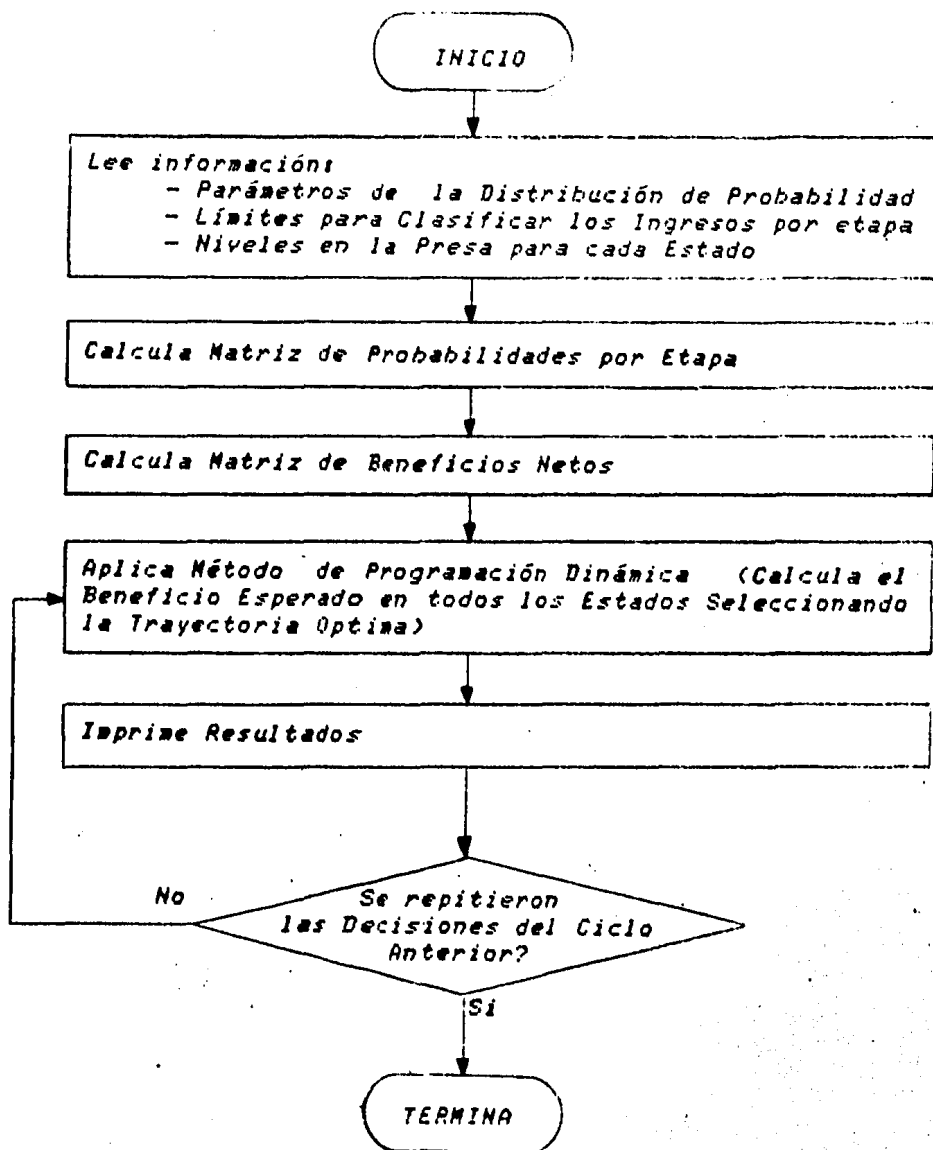 INICIO
Lee información:
- Parámetros de la Distribución de Probabilidad
- Límites para Clasificar los Ingresos por etapa
- Niveles en la Presa para cada Estado
Calcula Matriz de Probabilidades por Etapa
Calcula Matriz de Beneficios Netos
Aplica Método de Programación Dinámica (Calcula el
Beneficio Esperado en todos los Estados Seleccionando
la Trayectoria Optima)
Imprime Resultados
No
Se repitieron
las Decisiones del Ciclo
Anterior?
Si
TERMINA